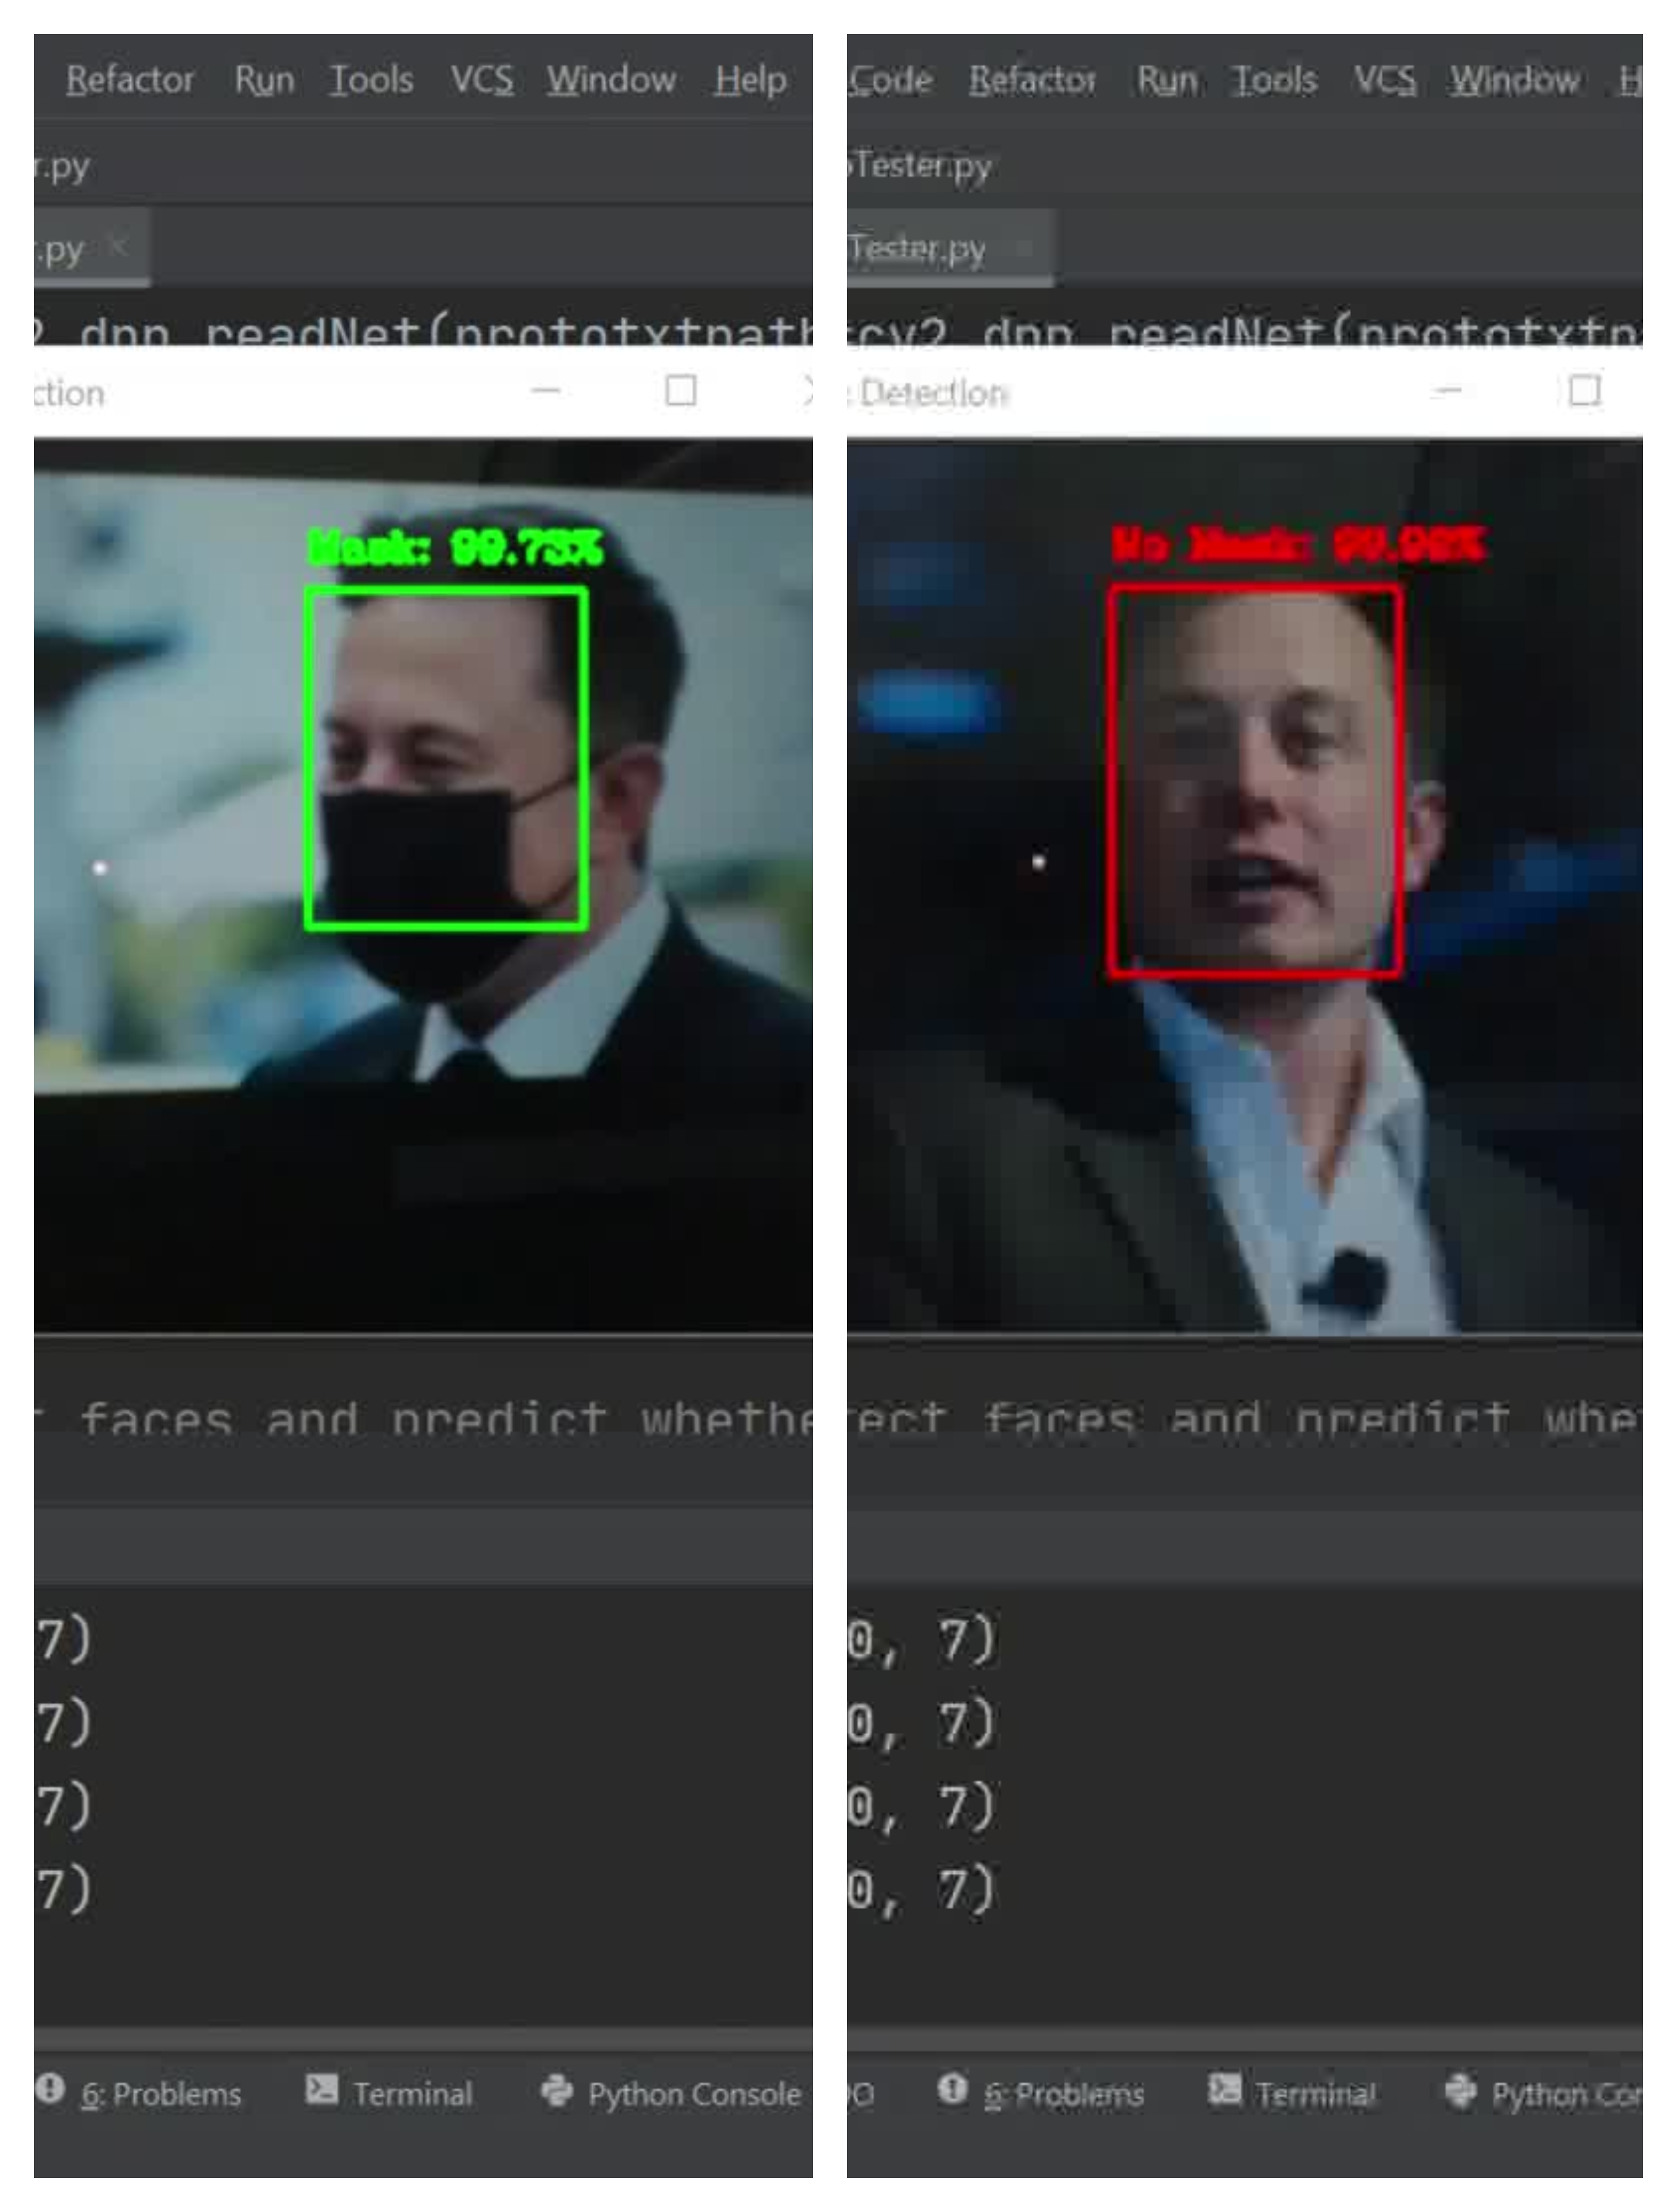 Refactor Run Tools VCS Window Help
r.py
.py
dnn readNet(prototxtpath
ction
Mask: 99.73%
faces and predict whethe
7)
7)
7)
7)
6: Problems Terminal Python Console
Code Refactor Run Tools VCS Window H
Tester.py
Tester.py
cv2 dnn readNet(prototxtp
Detection
No Mask:
ect faces and predict whe
0, 7)
0, 7)
0, 7)
0, 7)
6: Problems Terminal Python Con